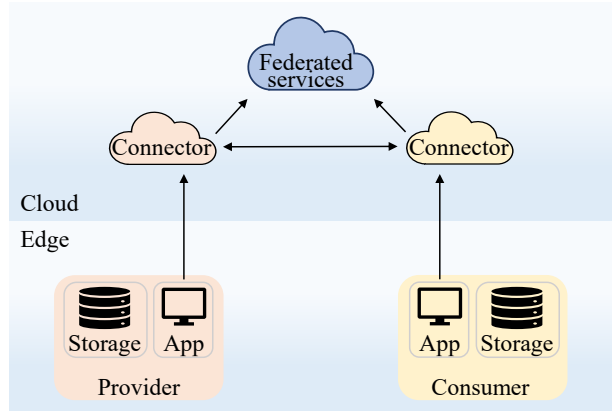 Federated
services
Connector
Connector
Cloud
Edge
Storage
App
App
Storage
Provider
Consumer